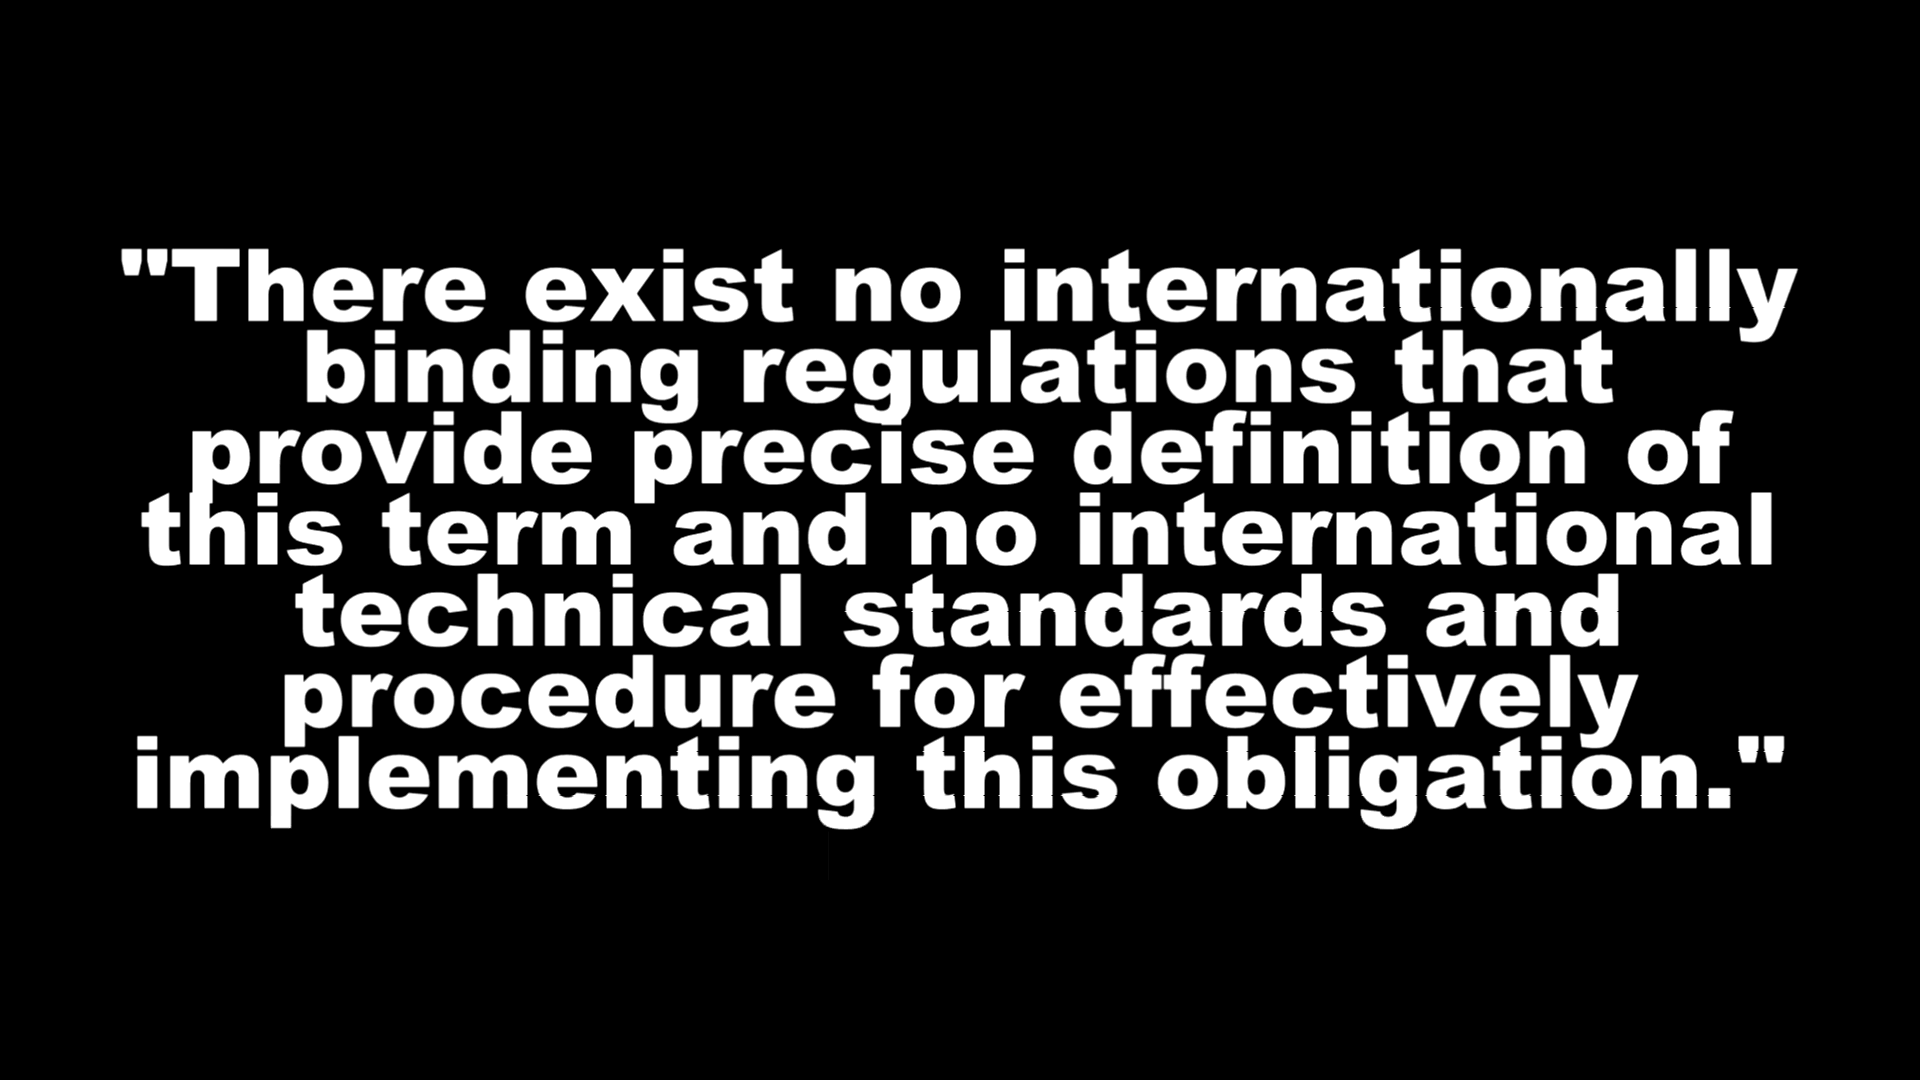 "There exist no internationally
binding regulations that
provide precise definition of
this term and no international
technical standards and
procedure for effectively
implementing this obligation."